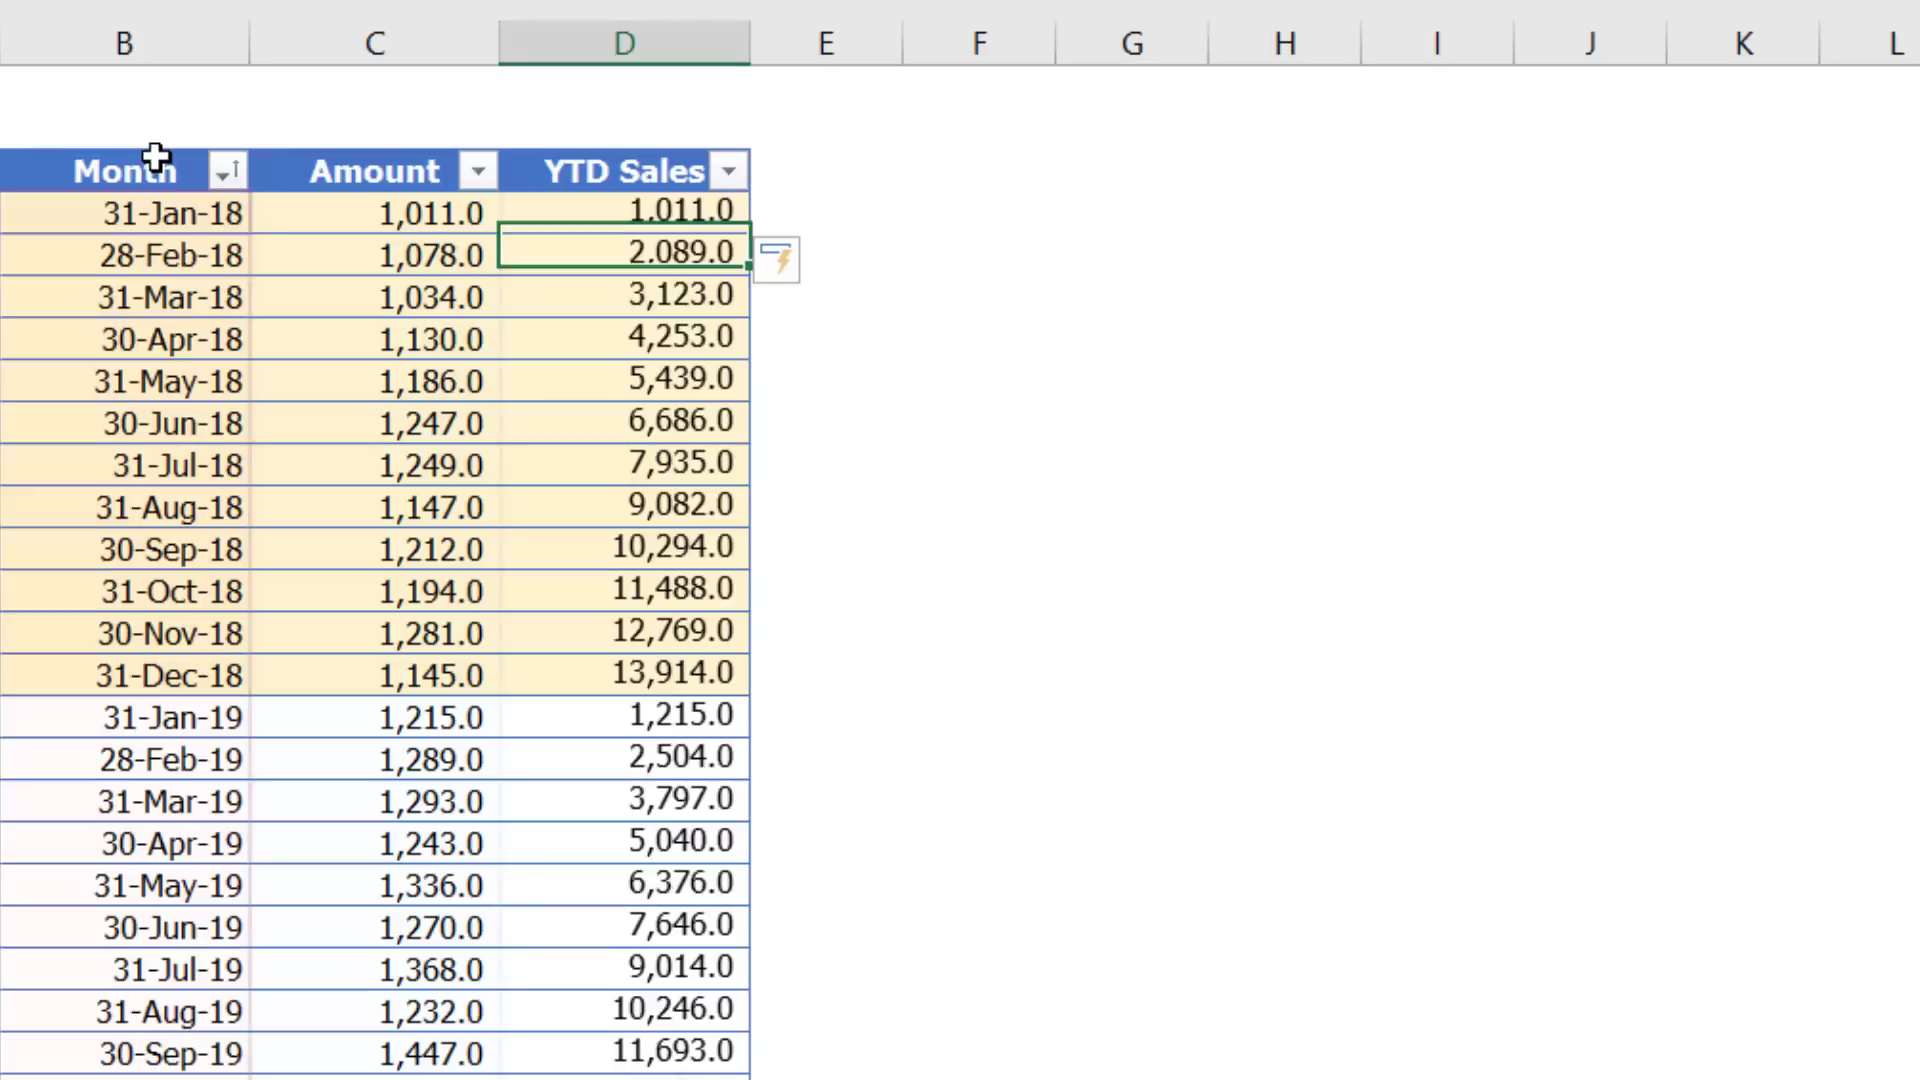 B C D E F G H I J K L
Month Amount YTD Sales
31-Jan-18 1,011.0 1,011.0
28-Feb-18 1,078.0 2,089.0
31-Mar-18 1,034.0 3,123.0
30-Apr-18 1,130.0 4,253.0
31-May-18 1,186.0 5,439.0
30-Jun-18 1,247.0 6,686.0
31-Jul-18 1,249.0 7,935.0
31-Aug-18 1,147.0 9,082.0
30-Sep-18 1,212.0 10,294.0
31-Oct-18 1,194.0 11,488.0
30-Nov-18 1,281.0 12,769.0
31-Dec-18 1,145.0 13,914.0
31-Jan-19 1,215.0 1,215.0
28-Feb-19 1,289.0 2,504.0
31-Mar-19 1,293.0 3,797.0
30-Apr-19 1,243.0 5,040.0
31-May-19 1,336.0 6,376.0
30-Jun-19 1,270.0 7,646.0
31-Jul-19 1,368.0 9,014.0
31-Aug-19 1,232.0 10,246.0
30-Sep-19 1,447.0 11,693.0